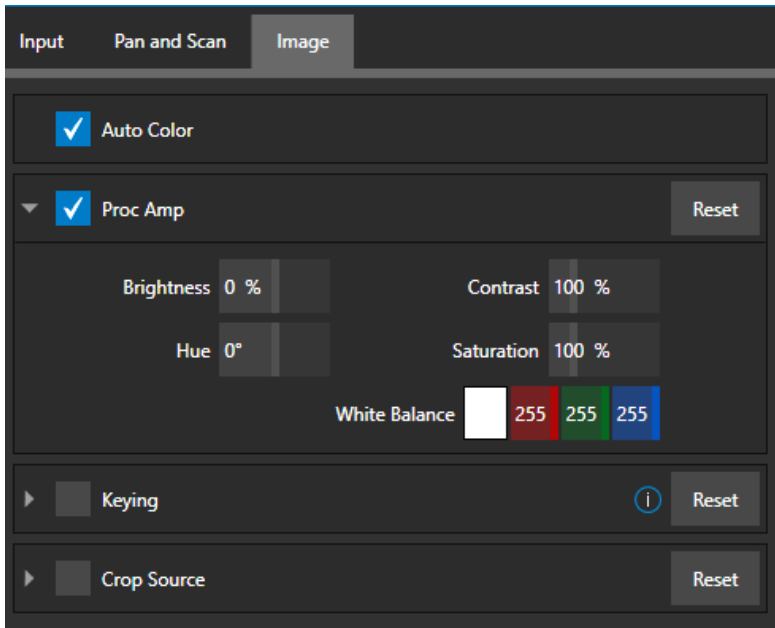 Input Pan and Scan Image
Auto Color
Proc Amp Reset
Brightness 0 % Contrast 100 %
Hue 0° Saturation 100 %
White Balance 255 255 255
Keying i Reset
Crop Source Reset